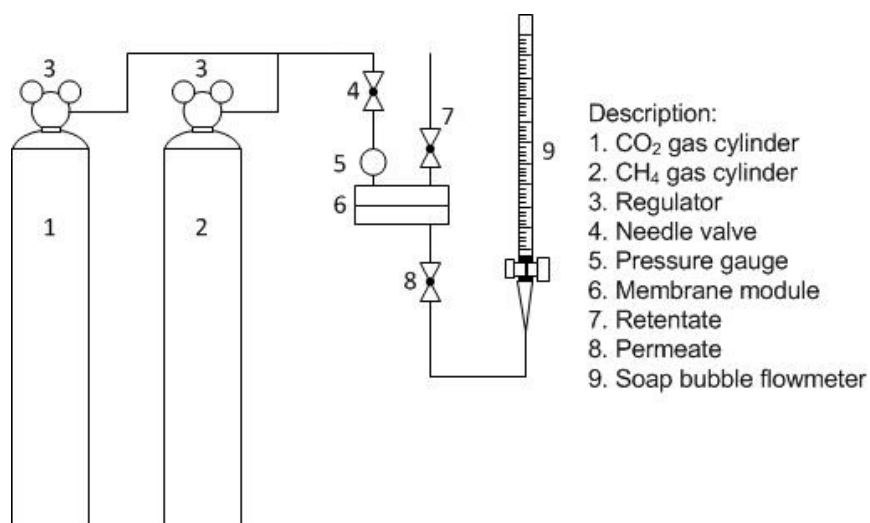 3
3
4
7
5
9
6
1
2
8
Description:
1. CO₂ gas cylinder
2. CH₄ gas cylinder
3. Regulator
4. Needle valve
5. Pressure gauge
6. Membrane module
7. Retentate
8. Permeate
9. Soap bubble flowmeter